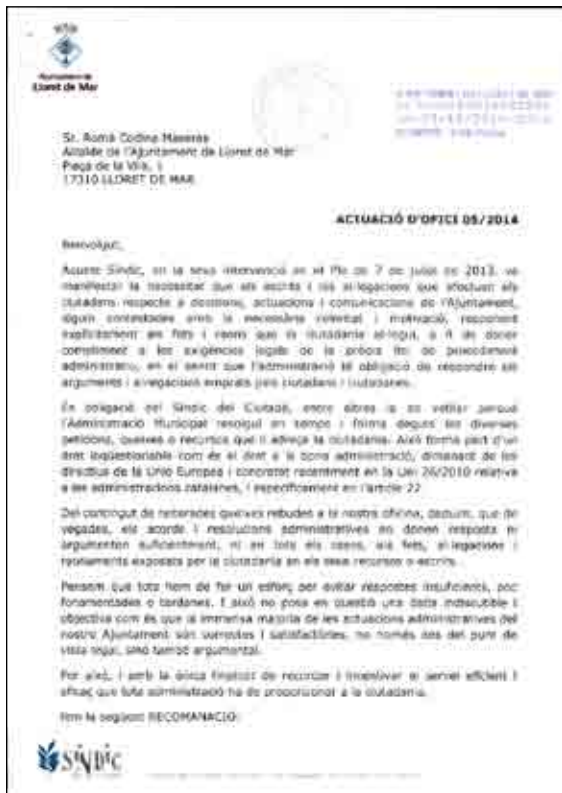 Ajuntament de
Lloret de Mar
Sr. Romà Codina Maseras
Alcalde de l'Ajuntament de Lloret de Mar
Plaça de la Vila, 1
17310 LLORET DE MAR
ACTUACIÓ D'OFICI 05/2014
Benvolgut,
Aquest Síndic, en la seva intervenció en el Ple de 7 de juliol de 2013, va
manifestar la necessitat que els escrits i les al·legacions que efectuen els
ciutadans respecte a decisions, actuacions i comunicacions de l'Ajuntament,
siguin contestades amb la necessària celeritat i motivació, responent
explícitament en fets i raons que la ciutadania al·legui, a fi de donar
compliment a les exigències legals de la pròpia llei de procediment
administratiu, en el sentit que l'administració té obligació de respondre els
arguments i al·legacions emprats pels ciutadans i ciutadanes.
És obligació del Síndic del Ciutadà, entre altres la de vetllar perquè
l'Administració Municipal resolgui en temps i forma degués les diverses
peticions, queixes o recursos que li adreça la ciutadania. Això forma part d'un
dret inqüestionable com és el dret a la bona administració, dimanant de les
directius de la Unió Europea i concretat recentment en la Llei 26/2010 relativa
a les administracions catalanes, i específicament en l'article 22
Del contingut de reiterades queixes rebudes a la nostra oficina, deduïm, que de
vegades, els acords i resolucions administratives en donen resposta ni
argumenten suficientment, ni en tots els casos, als fets, al·legacions i
raonaments exposats per la ciutadania en els seus recursos o escrits.
Pensem que tots hem de fer un esforç per evitar respostes insuficients, poc
fonamentades o tardanes. I això no posa en qüestió una dada indiscutible i
objectiva com és que la immensa majoria de les actuacions administratives del
nostre Ajuntament són correctes i satisfactòries, no només des del punt de
vista legal, sinó també argumental.
Per això, i amb la única finalitat de recordar i incentivar el servei eficient i
eficaç que tota administració ha de proporcionar a la ciutadania.
fem la següent RECOMANACIÓ:
SíNDIC